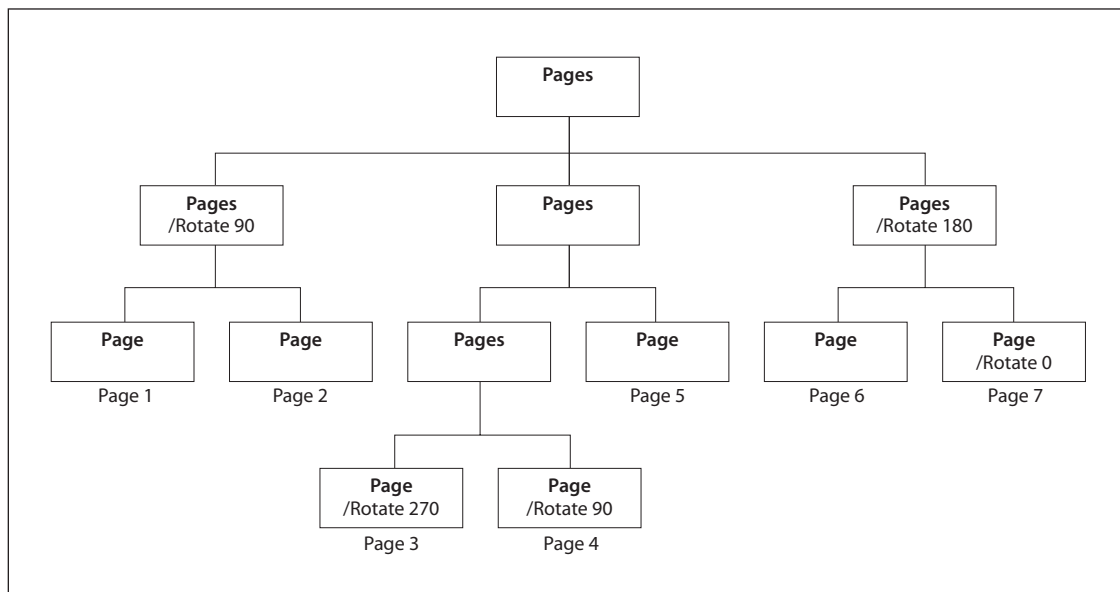 Pages
Pages
/Rotate 90
Pages
Pages
/Rotate 180
Page
Page 1
Page
Page 2
Pages
Page
Page 5
Page
Page 6
Page
/Rotate 0
Page 7
Page
/Rotate 270
Page 3
Page
/Rotate 90
Page 4